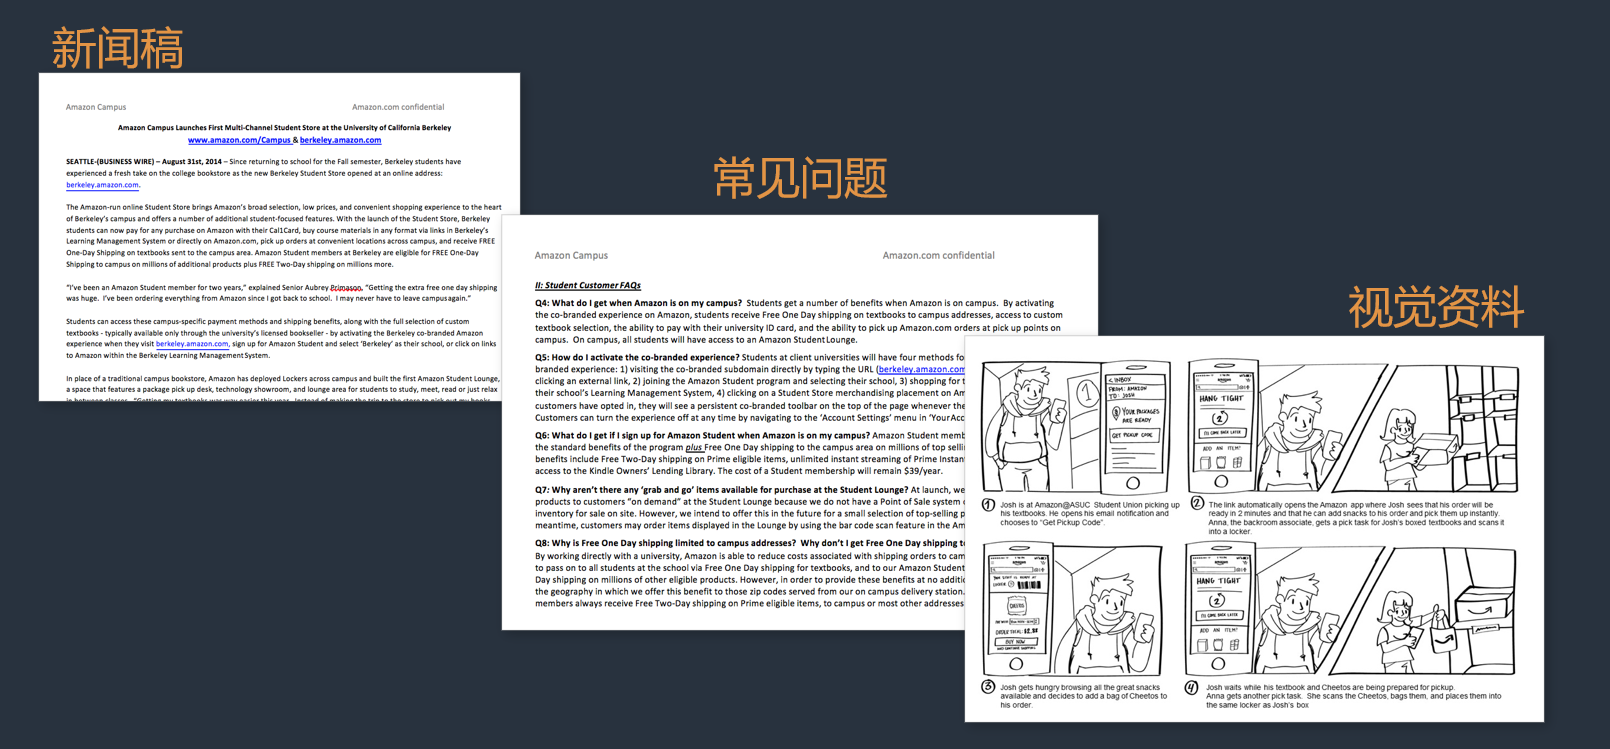 新闻稿
Amazon Campus Amazon.com confidential
Amazon Campus Launches First Multi-Channel Student Store at the University of California Berkeley
www.amazon.com/Campus & berkeley.amazon.com
SEATTLE-(BUSINESS WIRE) – August 31st, 2014 – Since returning to school for the Fall semester, Berkeley students have
experienced a fresh take on the college bookstore as the new Berkeley Student Store opened at an online address:
berkeley.amazon.com.
The Amazon-run online Student Store brings Amazon's broad selection, low prices, and convenient shopping experience to the heart
of Berkeley's campus and offers a number of additional student-focused features. With the launch of the Student Store, Berkeley
students can now pay for any purchase on Amazon with their Cal1Card, buy course materials in any format via links in Berkeley's
Learning Management System or directly on Amazon.com, pick up orders at convenient locations across campus, and receive FREE
One-Day Shipping on textbooks sent to the campus area. Amazon Student members at Berkeley are eligible for FREE One-Day
Shipping to campus on millions of additional products plus FREE Two-Day shipping on millions more.
"I've been an Amazon Student member for two years," explained Senior Aubrey Primason, "Getting the extra free one day shipping
was huge. I've been ordering everything from Amazon since I got back to school. I may never have to leave campus again."
Students can access these campus-specific payment methods and shipping benefits, along with the full selection of custom
textbooks - typically available only through the university's licensed bookseller - by activating the Berkeley co-branded Amazon
experience when they visit berkeley.amazon.com, sign up for Amazon Student and select 'Berkeley' as their school, or click on links
to Amazon within the Berkeley Learning Management System.
In place of a traditional campus bookstore, Amazon has deployed Lockers across campus and built the first Amazon Student Lounge,
a space that features a package pick up desk, technology showroom, and lounge area for students to study, meet, read or just relax
in between classes. "Getting my textbooks was way easier this year. Instead of making the trip to the store to pick out my books
常见问题
Amazon Campus Amazon.com confidential
II: Student Customer FAQs
Q4: What do I get when Amazon is on my campus? Students get a number of benefits when Amazon is on campus. By activating
the co-branded experience on Amazon, students receive Free One Day shipping on textbooks to campus addresses, access to custom
textbook selection, the ability to pay with their university ID card, and the ability to pick up Amazon.com orders at pick up points on
campus. On campus, all students will have access to an Amazon Student Lounge.
Q5: How do I activate the co-branded experience? Students at client universities will have four methods fo
branded experience: 1) visiting the co-branded subdomain directly by typing the URL (berkeley.amazon.com
clicking an external link, 2) joining the Amazon Student program and selecting their school, 3) shopping for t
their school's Learning Management System, 4) clicking on a Student Store merchandising placement on Am
customers have opted in, they will see a persistent co-branded toolbar on the top of the page whenever the
Customers can turn the experience off at any time by navigating to the 'Account Settings' menu in 'YourAcc
Q6: What do I get if I sign up for Amazon Student when Amazon is on my campus? Amazon Student memb
the standard benefits of the program plus Free One Day shipping to the campus area on millions of top selli
benefits include Free Two-Day shipping on Prime eligible items, unlimited instant streaming of Prime Instan
access to the Kindle Owners' Lending Library. The cost of a Student membership will remain $39/year.
Q7: Why aren't there any 'grab and go' items available for purchase at the Student Lounge? At launch, we
products to customers "on demand" at the Student Lounge because we do not have a Point of Sale system
inventory for sale on site. However, we intend to offer this in the future for a small selection of top-selling p
meantime, customers may order items displayed in the Lounge by using the bar code scan feature in the Am
Q8: Why is Free One Day shipping limited to campus addresses? Why don't I get Free One Day shipping to
By working directly with a university, Amazon is able to reduce costs associated with shipping orders to cam
to pass on to all students at the school via Free One Day shipping for textbooks, and to our Amazon Student
Day shipping on millions of other eligible products. However, in order to provide these benefits at no additic
the geography in which we offer this benefit to those zip codes served from our on campus delivery station.
members always receive Free Two-Day shipping on Prime eligible items, to campus or most other addresses
视觉资料
1
< INBOX
FROM: AMAZON
TO: JOSH
YOUR PACKAGES
ARE READY
GET PICKUP CODE
amazon
HANG TIGHT
2
I'LL COME BACK LATER
ADD AN ITEM?
1 Josh is at Amazon@ASUC Student Union picking up
his textbooks. He opens his email notification and
chooses to "Get Pickup Code".
2 The link automatically opens the Amazon app where Josh sees that his order will be
ready in 2 minutes and that he can add snacks to his order and pick them up instantly.
Anna, the backroom associate, gets a pick task for Josh's boxed textbooks and scans it
into a locker.
amazon
CHEETOS
ORDER TOTAL:
BUY NOW
amazon
HANG TIGHT
2
I'LL COME BACK LATER
ADD AN ITEM?
3 Josh gets hungry browsing all the great snacks
available and decides to add a bag of Cheetos to
his order.
4 Josh waits while his textbook and Cheetos are being prepared for pickup.
Anna gets another pick task. She scans the Cheetos, bags them, and places them into
the same locker as Josh's box